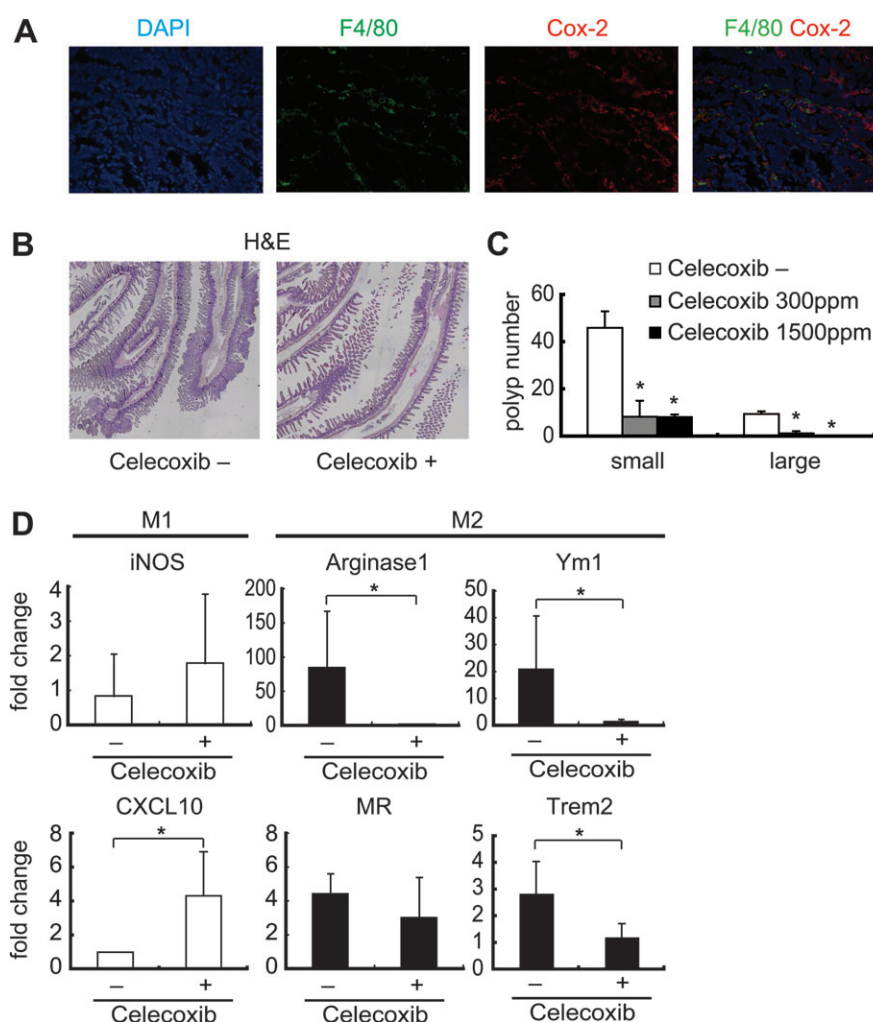 A
DAPI
F4/80
Cox-2
F4/80 Cox-2
B
H&E
Celecoxib –
Celecoxib +
C
Celecoxib –
Celecoxib 300ppm
Celecoxib 1500ppm
polyp number
60
40
20
0
*
*
*
*
small
large
D
M1
M2
iNOS
fold change
4
3
2
1
0
–
+
Celecoxib
Arginase1
200
150
100
50
0
*
–
+
Celecoxib
Ym1
50
40
30
20
10
0
*
–
+
Celecoxib
CXCL10
fold change
8
6
4
2
0
*
–
+
Celecoxib
MR
8
6
4
2
0
–
+
Celecoxib
Trem2
5
4
3
2
1
0
*
–
+
Celecoxib